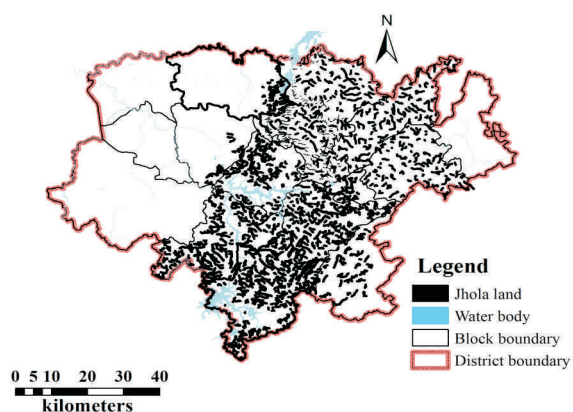 N
Legend
Jhola land
Water body
Block boundary
District boundary
0 5 10 20 30 40
kilometers